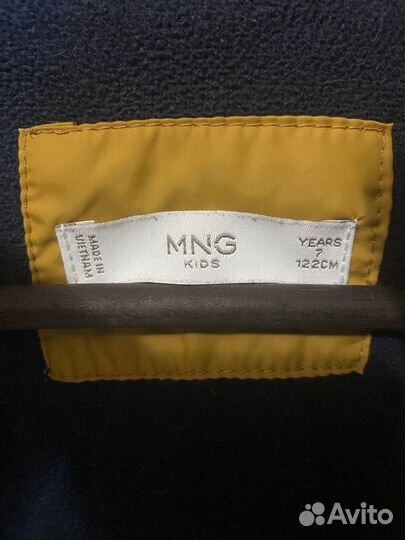 MADE IN
VIETNAM
MNG
KIDS
YEARS
7
122CM
Avito